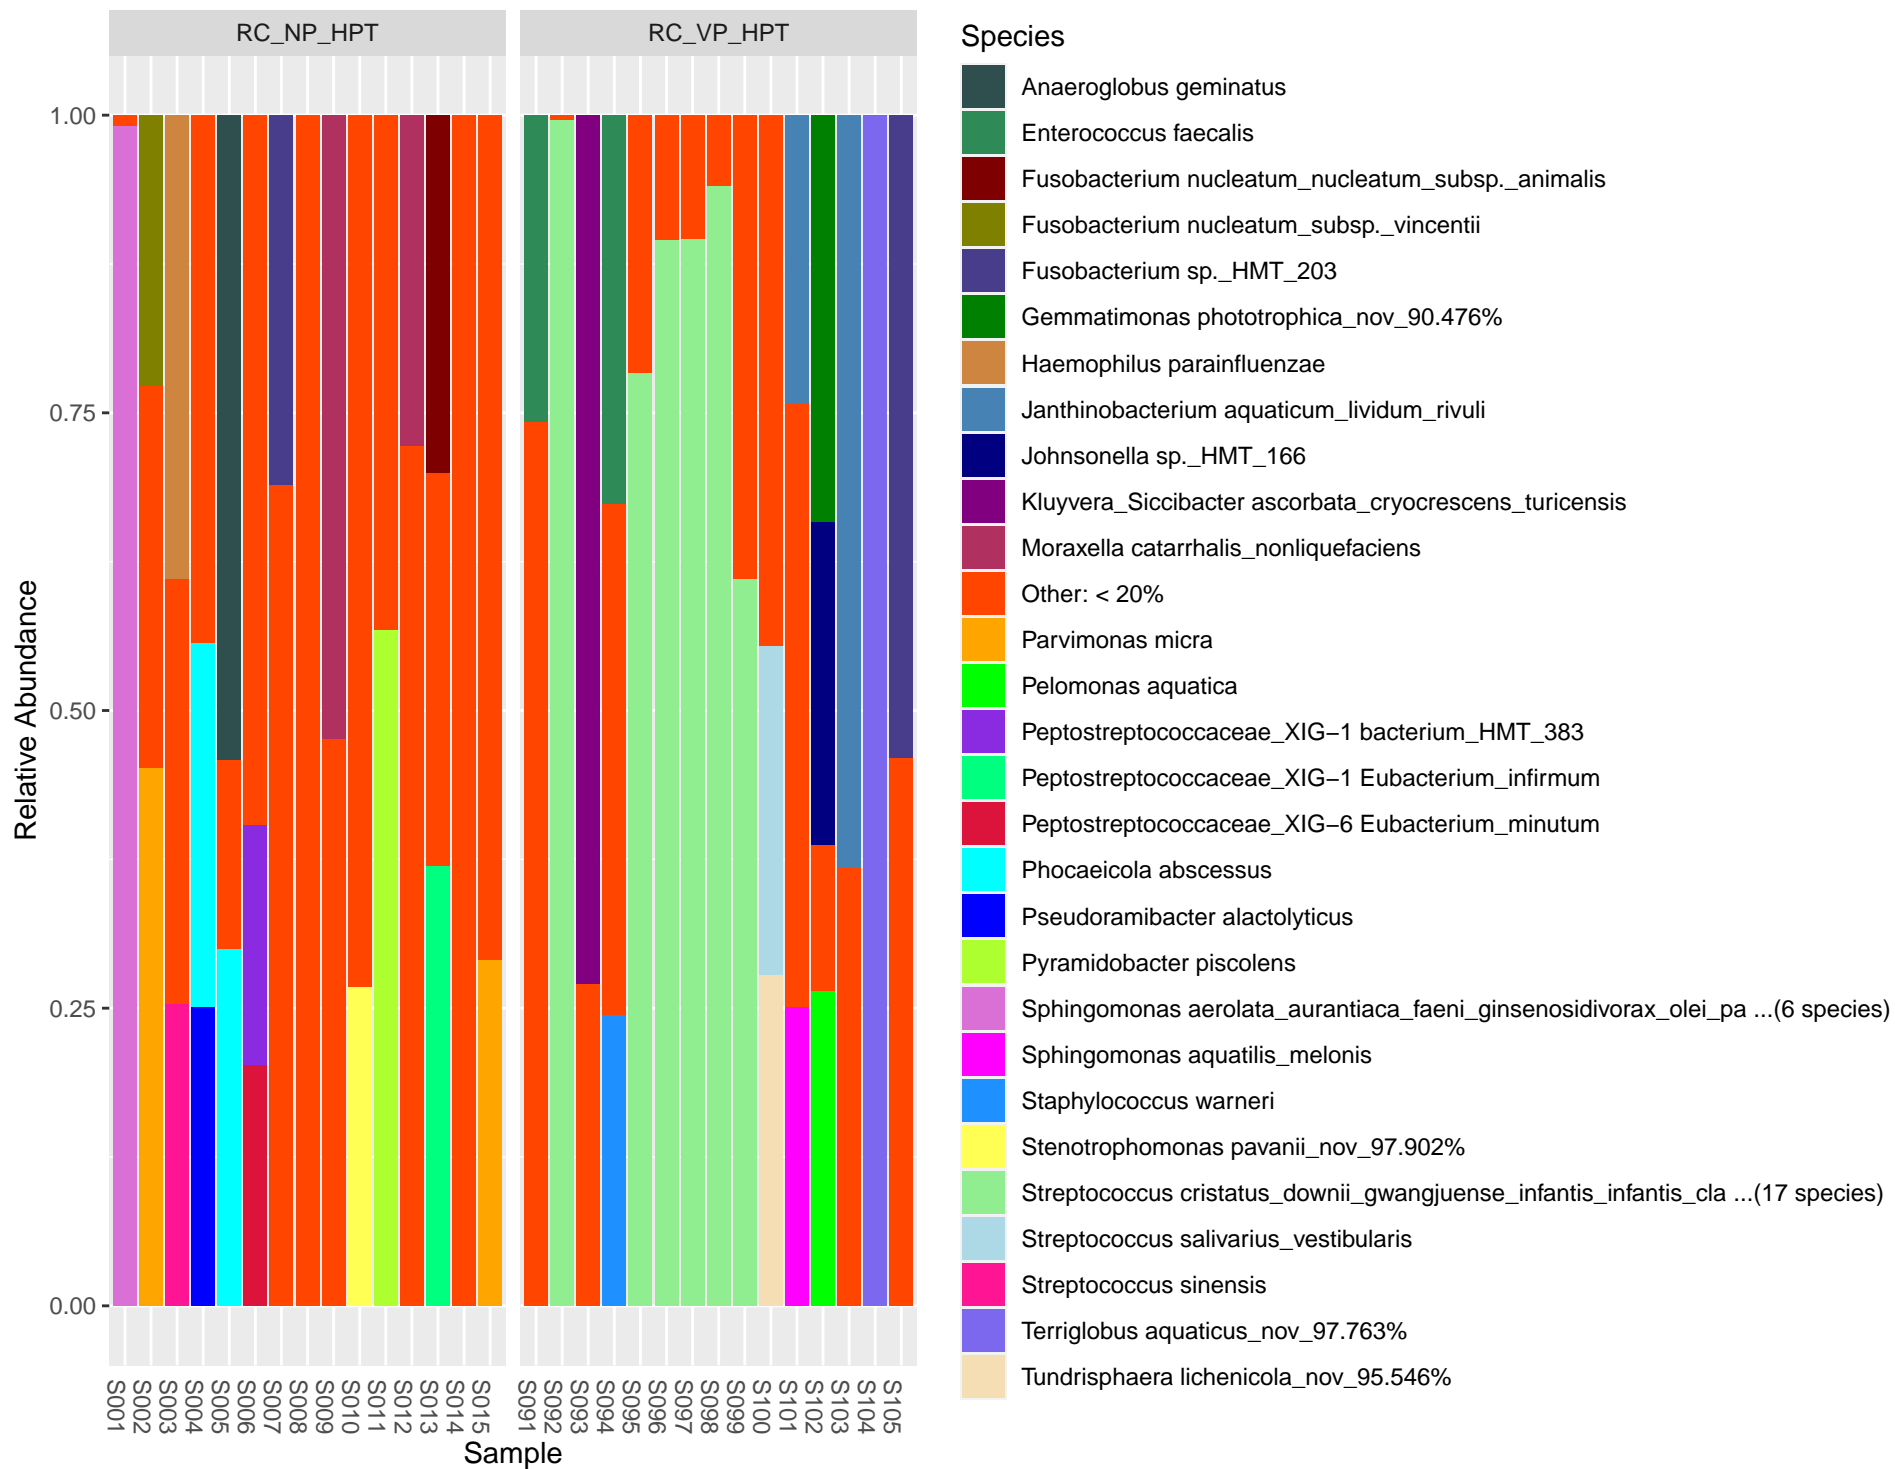 RC_NP_HPT
RC_VP_HPT
Species
Anaeroglobus geminatus
Enterococcus faecalis
Fusobacterium nucleatum_nucleatum_subsp._animalis
Fusobacterium nucleatum_subsp._vincentii
Fusobacterium sp._HMT_203
Gemmatimonas phototrophica_nov_90.476%
Haemophilus parainfluenzae
Janthinobacterium aquaticum_lividum_rivuli
Johnsonella sp._HMT_166
Kluyvera_Siccibacter ascorbata_cryocrescens_turicensis
Moraxella catarrhalis_nonliquefaciens
Other: < 20%
Parvimonas micra
Pelomonas aquatica
Peptostreptococcaceae_XIG−1 bacterium_HMT_383
Peptostreptococcaceae_XIG−1 Eubacterium_infirmum
Peptostreptococcaceae_XIG−6 Eubacterium_minutum
Phocaeicola abscessus
Pseudoramibacter alactolyticus
Pyramidobacter piscolens
Sphingomonas aerolata_aurantiaca_faeni_ginsenosidivorax_olei_pa ...(6 species)
Sphingomonas aquatilis_melonis
Staphylococcus warneri
Stenotrophomonas pavanii_nov_97.902%
Streptococcus cristatus_downii_gwangjuense_infantis_infantis_cla ...(17 species)
Streptococcus salivarius_vestibularis
Streptococcus sinensis
Terriglobus aquaticus_nov_97.763%
Tundrisphaera lichenicola_nov_95.546%
Relative Abundance
1.00
0.75
0.50
0.25
0.00
S001
S002
S003
S004
S005
S006
S007
S008
S009
S010
S011
S012
S013
S014
S015
S091
S092
S093
S094
S095
S096
S097
S098
S099
S100
S101
S102
S103
S104
S105
Sample